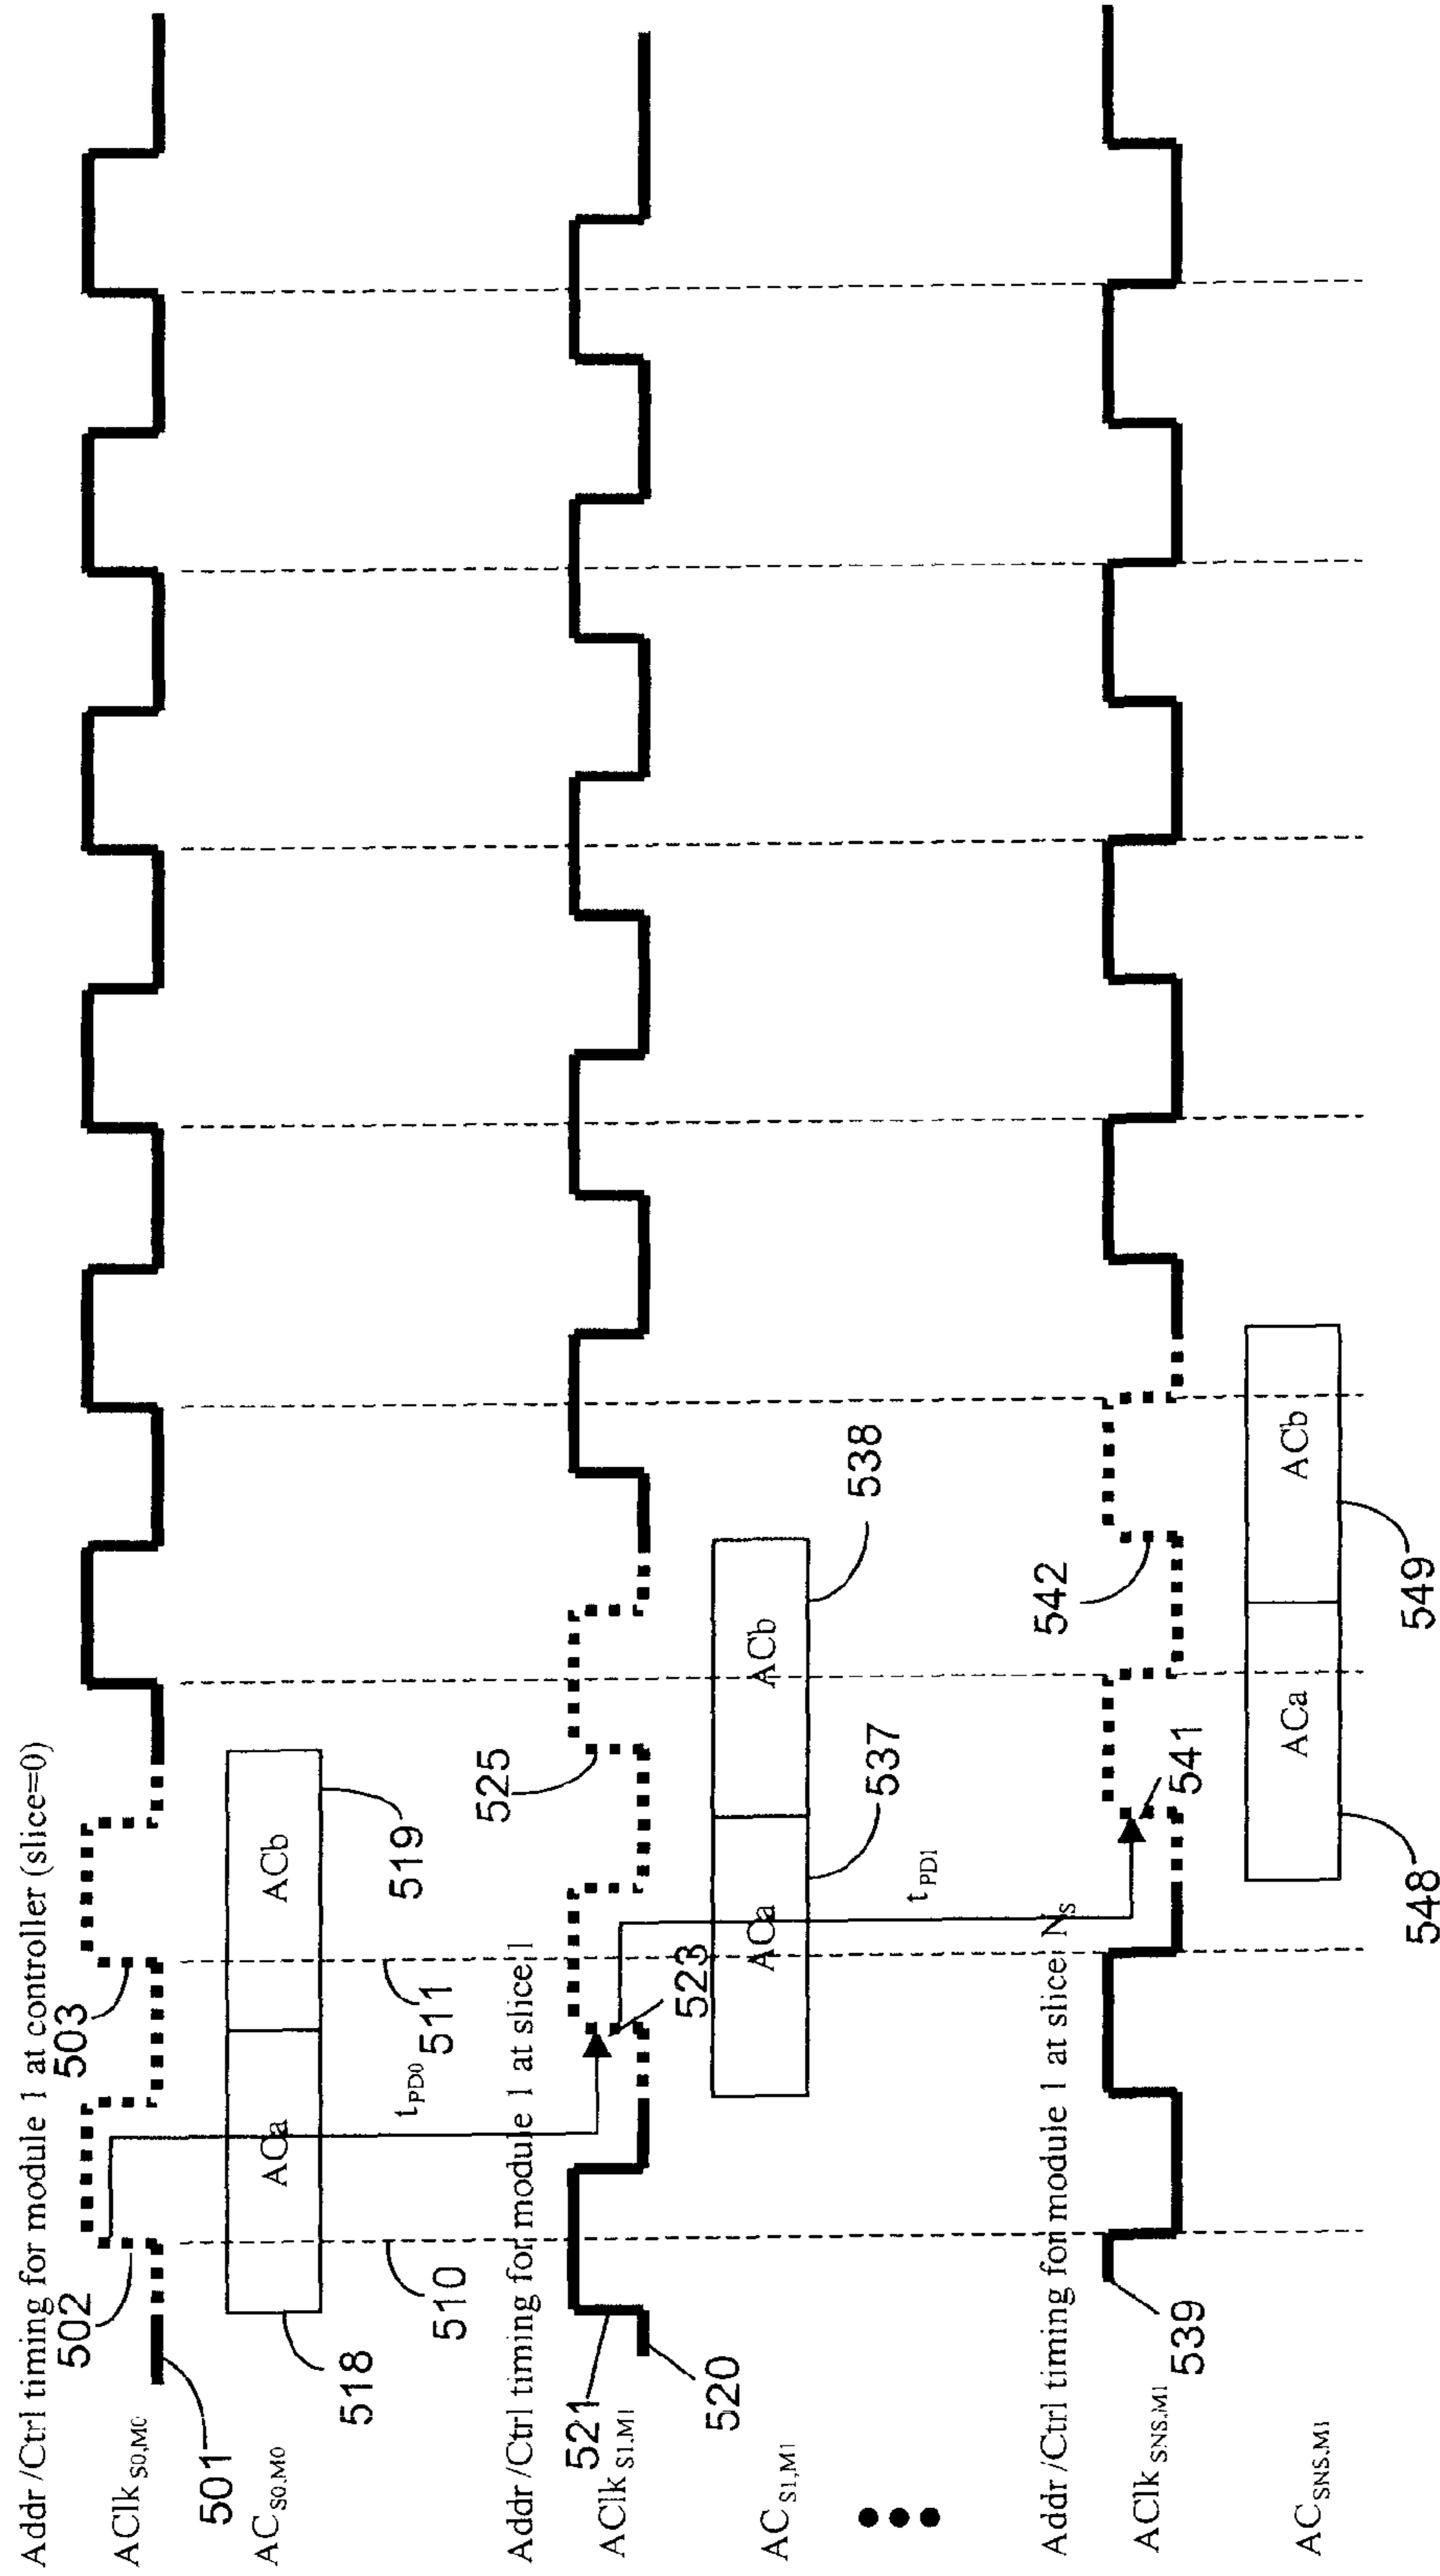 Addr /Ctrl timing for module 1 at controller (slice=0)
AClk S0,M0
502
503
501
AC S0,M0
ACa
ACb
518
519
510
511
tPD0
Addr /Ctrl timing for module 1 at slice 1
AClk S1,M1
521
523
525
520
AC S1,M1
ACa
ACb
537
538
tPD1
Addr /Ctrl timing for module 1 at slice Ns
AClk SNS,M1
539
541
542
AC SNS,M1
ACa
ACb
548
549